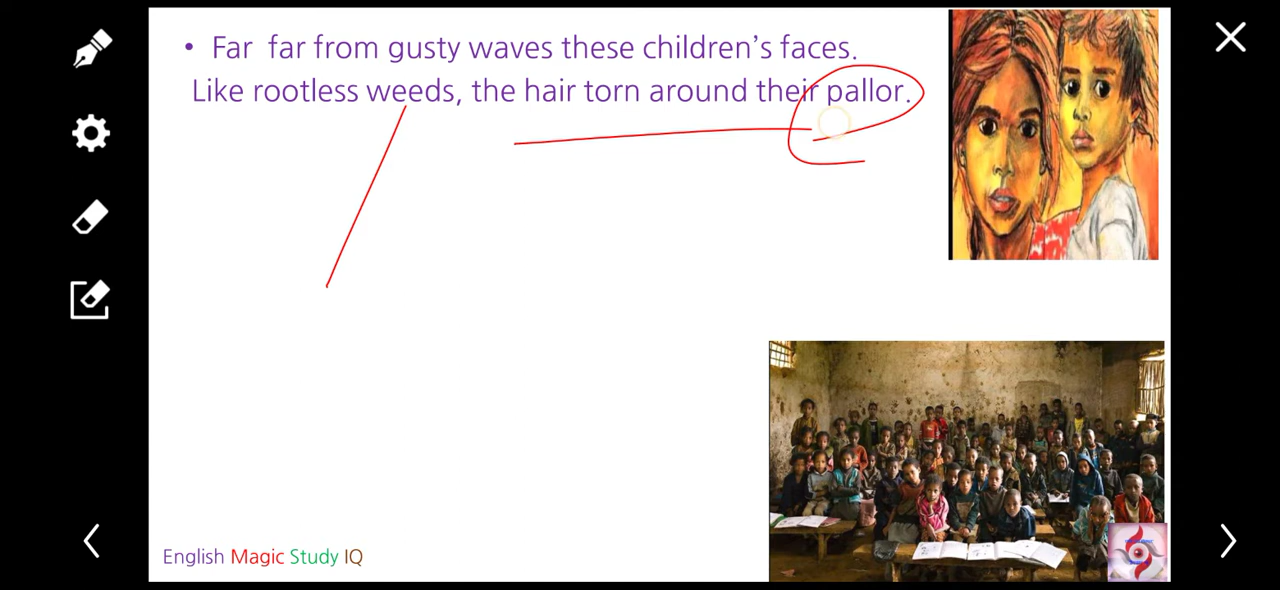 • Far far from gusty waves these children’s faces.
Like rootless weeds, the hair torn around their pallor.
English Magic Study IQ